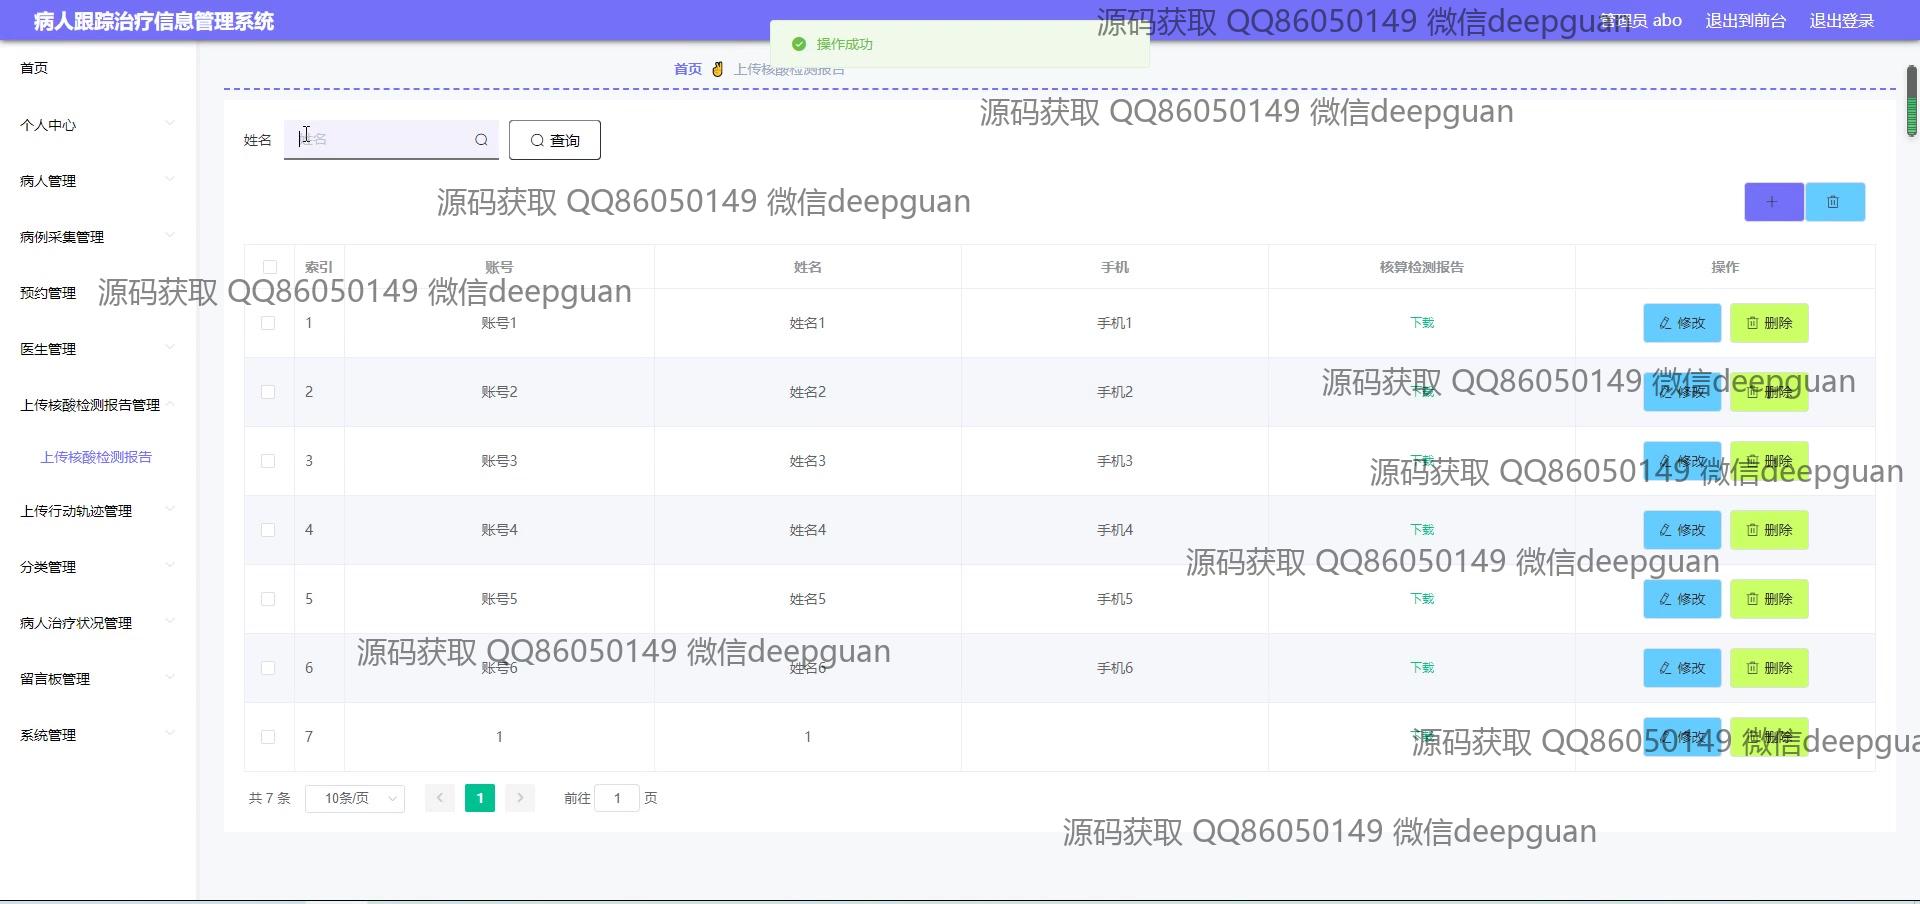 病人跟踪治疗信息管理系统
源码获取 QQ86050149 微信deepguan
管理员 abo 退出到前台 退出登录
操作成功
首页
首页 上传核酸检测报告
源码获取 QQ86050149 微信deepguan
个人中心
姓名 姓名 查询
病人管理
源码获取 QQ86050149 微信deepguan
病例采集管理
索引 账号 姓名 手机 核算检测报告 操作
预约管理
源码获取 QQ86050149 微信deepguan
1 账号1 姓名1 手机1 下载 修改 删除
医生管理
源码获取 QQ86050149 微信deepguan
2 账号2 姓名2 手机2 下载 修改 删除
上传核酸检测报告管理
上传核酸检测报告
3 账号3 姓名3 手机3 下载 修改 删除
源码获取 QQ86050149 微信deepguan
上传行动轨迹管理
4 账号4 姓名4 手机4 下载 修改 删除
源码获取 QQ86050149 微信deepguan
分类管理
5 账号5 姓名5 手机5 下载 修改 删除
病人治疗状况管理
源码获取 QQ86050149 微信deepguan
6 账号6 姓名6 手机6 下载 修改 删除
留言板管理
系统管理
7 1 1 下载 修改 删除
源码获取 QQ86050149 微信deepgua
共 7 条 10条/页 1 前往 1 页
源码获取 QQ86050149 微信deepguan